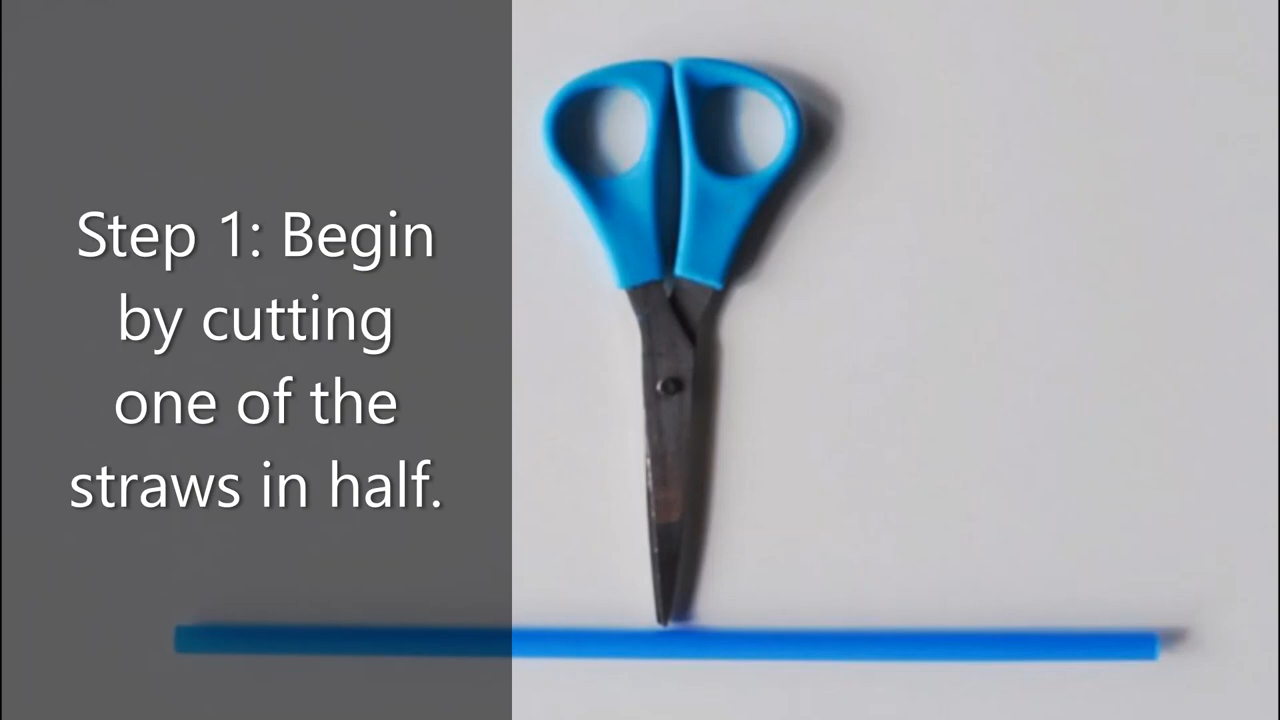 Step 1: Begin
by cutting
one of the
straws in half.